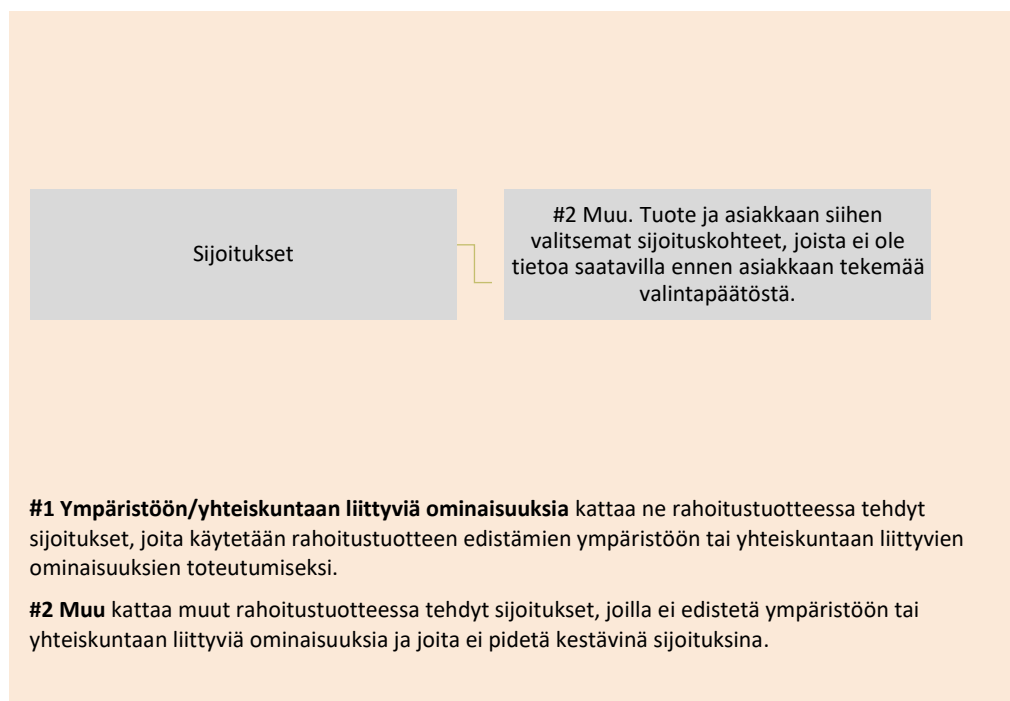 Sijoitukset
#2 Muu. Tuote ja asiakkaan siihen
valitsemat sijoituskohteet, joista ei ole
tietoa saatavilla ennen asiakkaan tekemää
valintapäätöstä.
#1 Ympäristöön/yhteiskuntaan liittyviä ominaisuuksia kattaa ne rahoitustuotteessa tehdyt
sijoitukset, joita käytetään rahoitustuotteen edistämien ympäristöön tai yhteiskuntaan liittyvien
ominaisuuksien toteutumiseksi.
#2 Muu kattaa muut rahoitustuotteessa tehdyt sijoitukset, joilla ei edistetä ympäristöön tai
yhteiskuntaan liittyviä ominaisuuksia ja joita ei pidetä kestävinä sijoituksina.